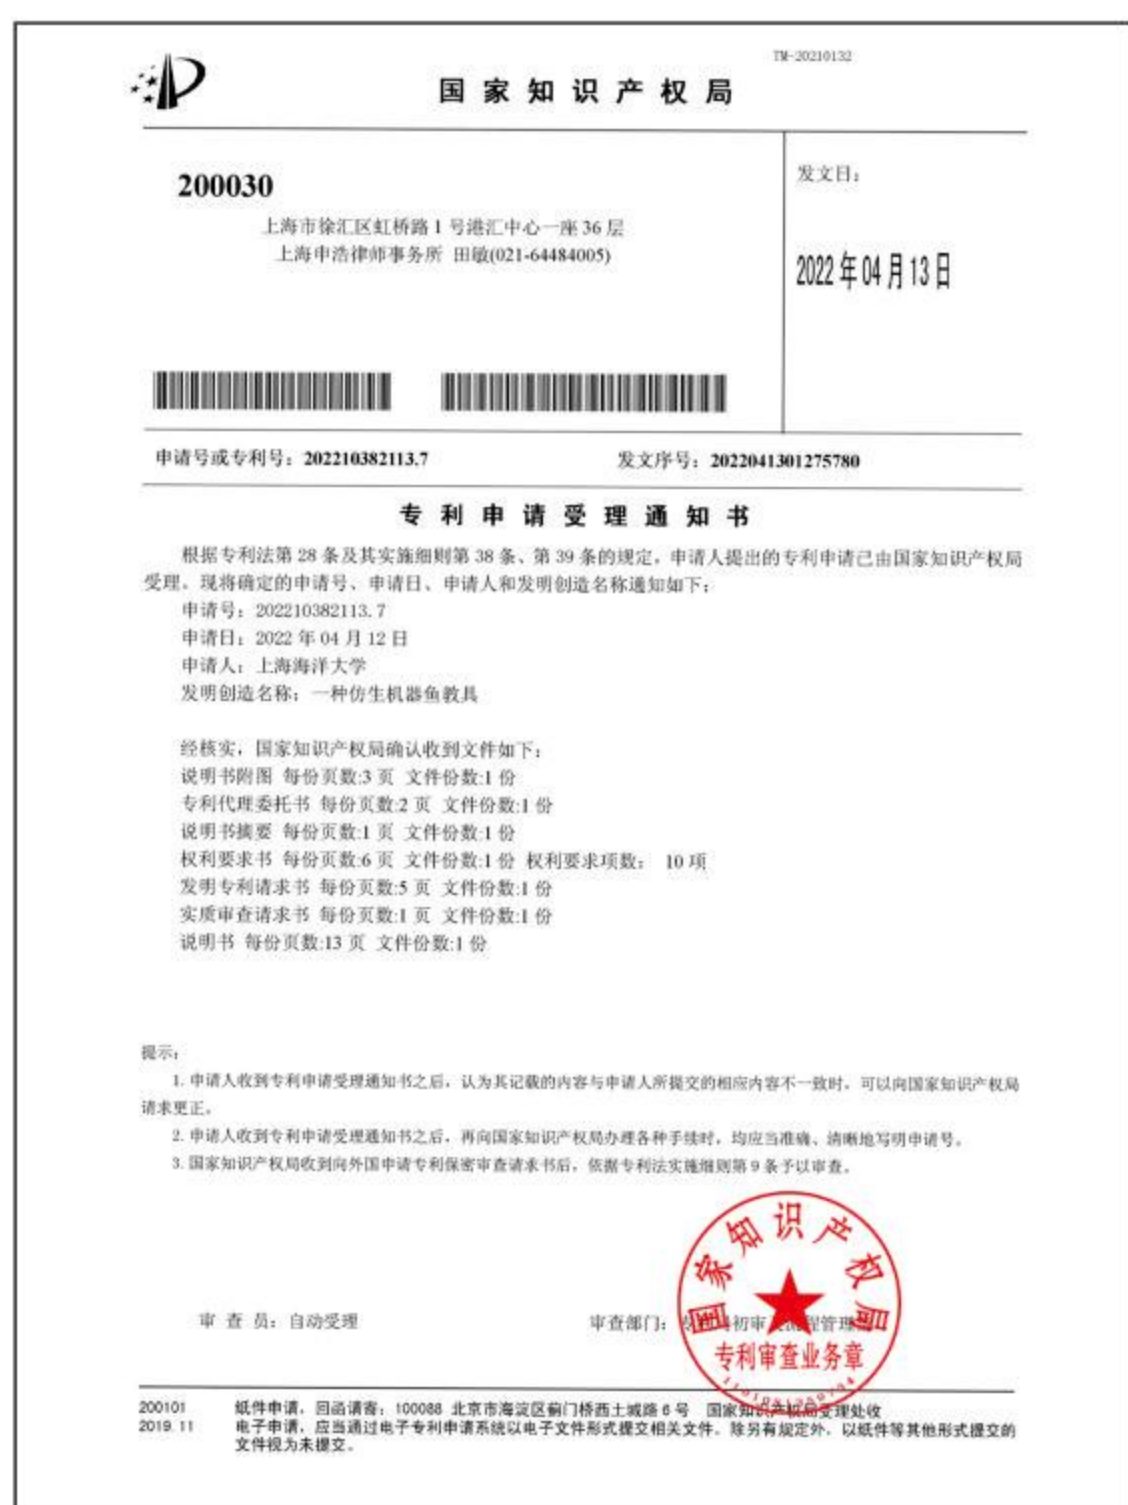 TM-20210132
国家知识产权局
200030
上海市徐汇区虹桥路 1 号港汇中心一座 36 层
上海申浩律师事务所 田敏(021-64484005)
发文日:
2022 年 04 月 13 日
申请号或专利号: 202210382113.7
发文序号: 2022041301275780
专利申请受理通知书
根据专利法第 28 条及其实施细则第 38 条、第 39 条的规定,申请人提出的专利申请已由国家知识产权局
受理。现将确定的申请号、申请日、申请人和发明创造名称通知如下:
申请号: 202210382113.7
申请日: 2022 年 04 月 12 日
申请人: 上海海洋大学
发明创造名称: 一种仿生机器鱼教具
经核实,国家知识产权局确认收到文件如下:
说明书附图 每份页数:3 页 文件份数:1 份
专利代理委托书 每份页数:2 页 文件份数:1 份
说明书摘要 每份页数:1 页 文件份数:1 份
权利要求书 每份页数:6 页 文件份数:1 份 权利要求项数: 10 项
发明专利请求书 每份页数:5 页 文件份数:1 份
实质审查请求书 每份页数:1 页 文件份数:1 份
说明书 每份页数:13 页 文件份数:1 份
提示:
1. 申请人收到专利申请受理通知书之后,认为其记载的内容与申请人所提交的相应内容不一致时,可以向国家知识产权局
请求更正。
2. 申请人收到专利申请受理通知书之后,再向国家知识产权局办理各种手续时,均应当准确、清晰地写明申请号。
3. 国家知识产权局收到向外国申请专利保密审查请求书后,依据专利法实施细则第 9 条予以审查。
国家知识产权局
专利审查业务章
审 查 员: 自动受理
审查部门: 初审 流程管理
200101
2019.11
纸件申请,回函请寄: 100088 北京市海淀区蓟门桥西土城路 6 号 国家知识产权局受理处收
电子申请,应当通过电子专利申请系统以电子文件形式提交相关文件。除另有规定外,以纸件等其他形式提交的
文件视为未提交。